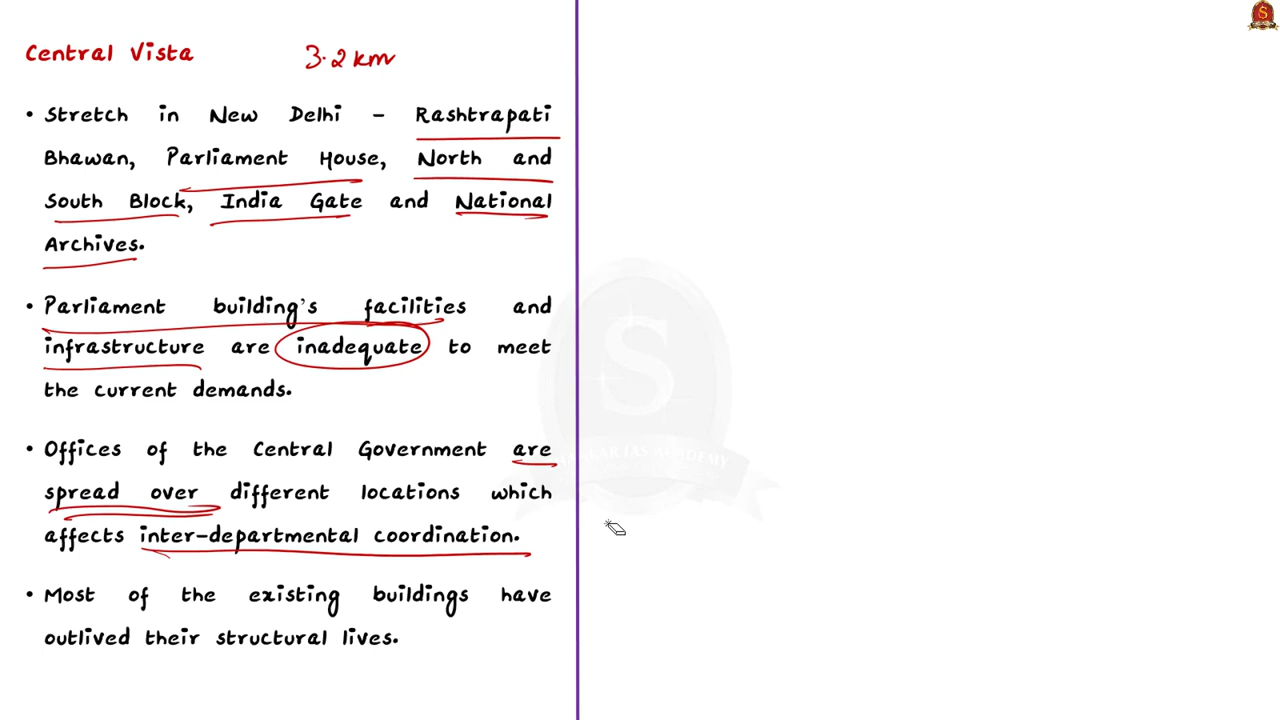 Central Vista 3.2 km
• Stretch in New Delhi – Rashtrapati
Bhawan, Parliament House, North and
South Block, India Gate and National
Archives.
• Parliament building's facilities and
infrastructure are inadequate to meet
the current demands.
• Offices of the Central Government are
spread over different locations which
affects inter-departmental coordination.
• Most of the existing buildings have
outlived their structural lives.
S
S
IAS ACADEMY